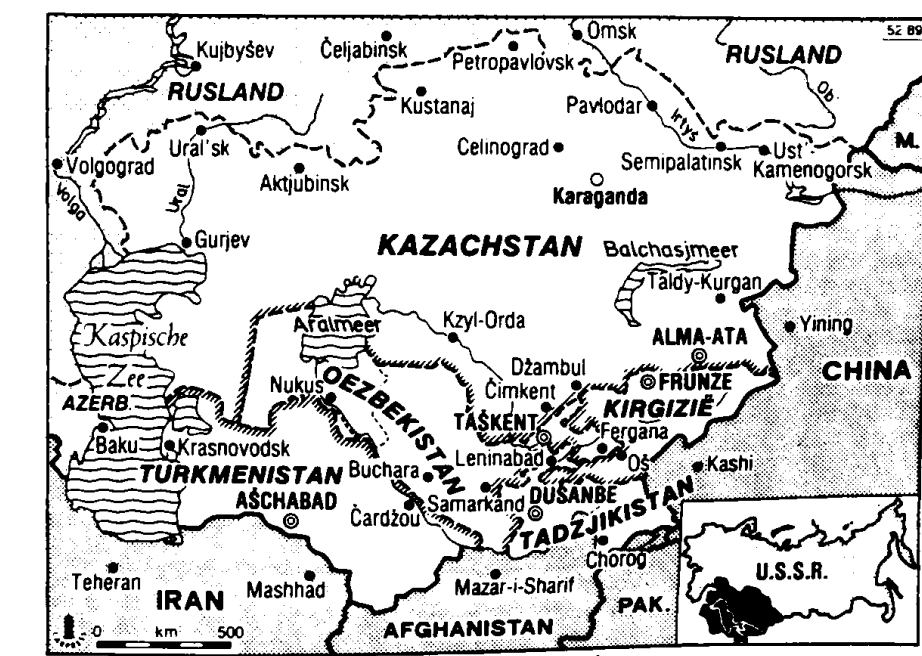 52 89
Omsk
Čeljabinsk
Kujbyšev
Petropavlovsk
RUSLAND
RUSLAND
Ob
Kustanaj
Pavlodar
Irtyš
Ural'sk
Celinograd
Semipalatinsk
Ust
Kamenogorsk
M.
Volgograd
Aktjubinsk
Karaganda
Volga
Ural
Gurjev
KAZACHSTAN
Balchasjmeer
Taldy-Kurgan
Aralmeer
Kzyl-Orda
Yining
Kaspische
Zee
ALMA-ATA
Džambul
CHINA
FRUNZE
Nukus
OEZBEKISTAN
Čimkent
KIRGIZIË
AZERB.
TAŠKENT
Fergana
Baku
Krasnovodsk
Leninabad
Oš
Kashi
TURKMENISTAN
Buchara
AŠCHABAD
Samarkand
DUŠANBE
Čardžou
TADZJIKISTAN
Chorog
U.S.S.R.
Teheran
Mashhad
Mazar-i-Sharif
IRAN
PAK.
AFGHANISTAN
0 km 500